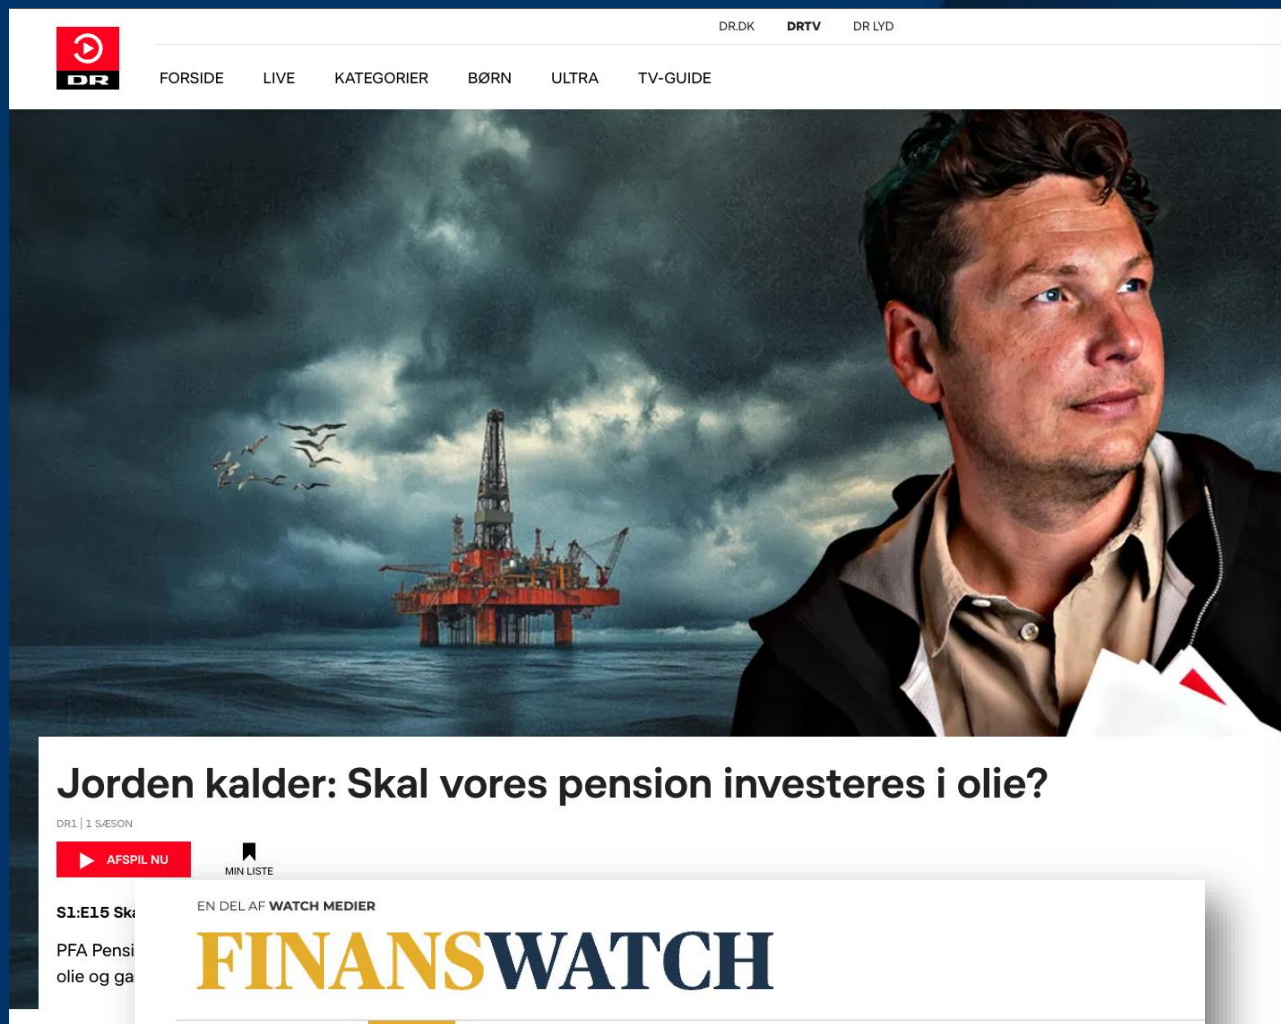 DR.DK DRTV DR LYD
DR
FORSIDE LIVE KATEGORIER BØRN ULTRA TV-GUIDE
Jorden kalder: Skal vores pension investeres i olie?
DR1 | 1 SÆSON
AFSPIL NU
MIN LISTE
S1:E15 Ska
PFA Pensi
olie og ga
EN DEL AF WATCH MEDIER
FINANSWATCH